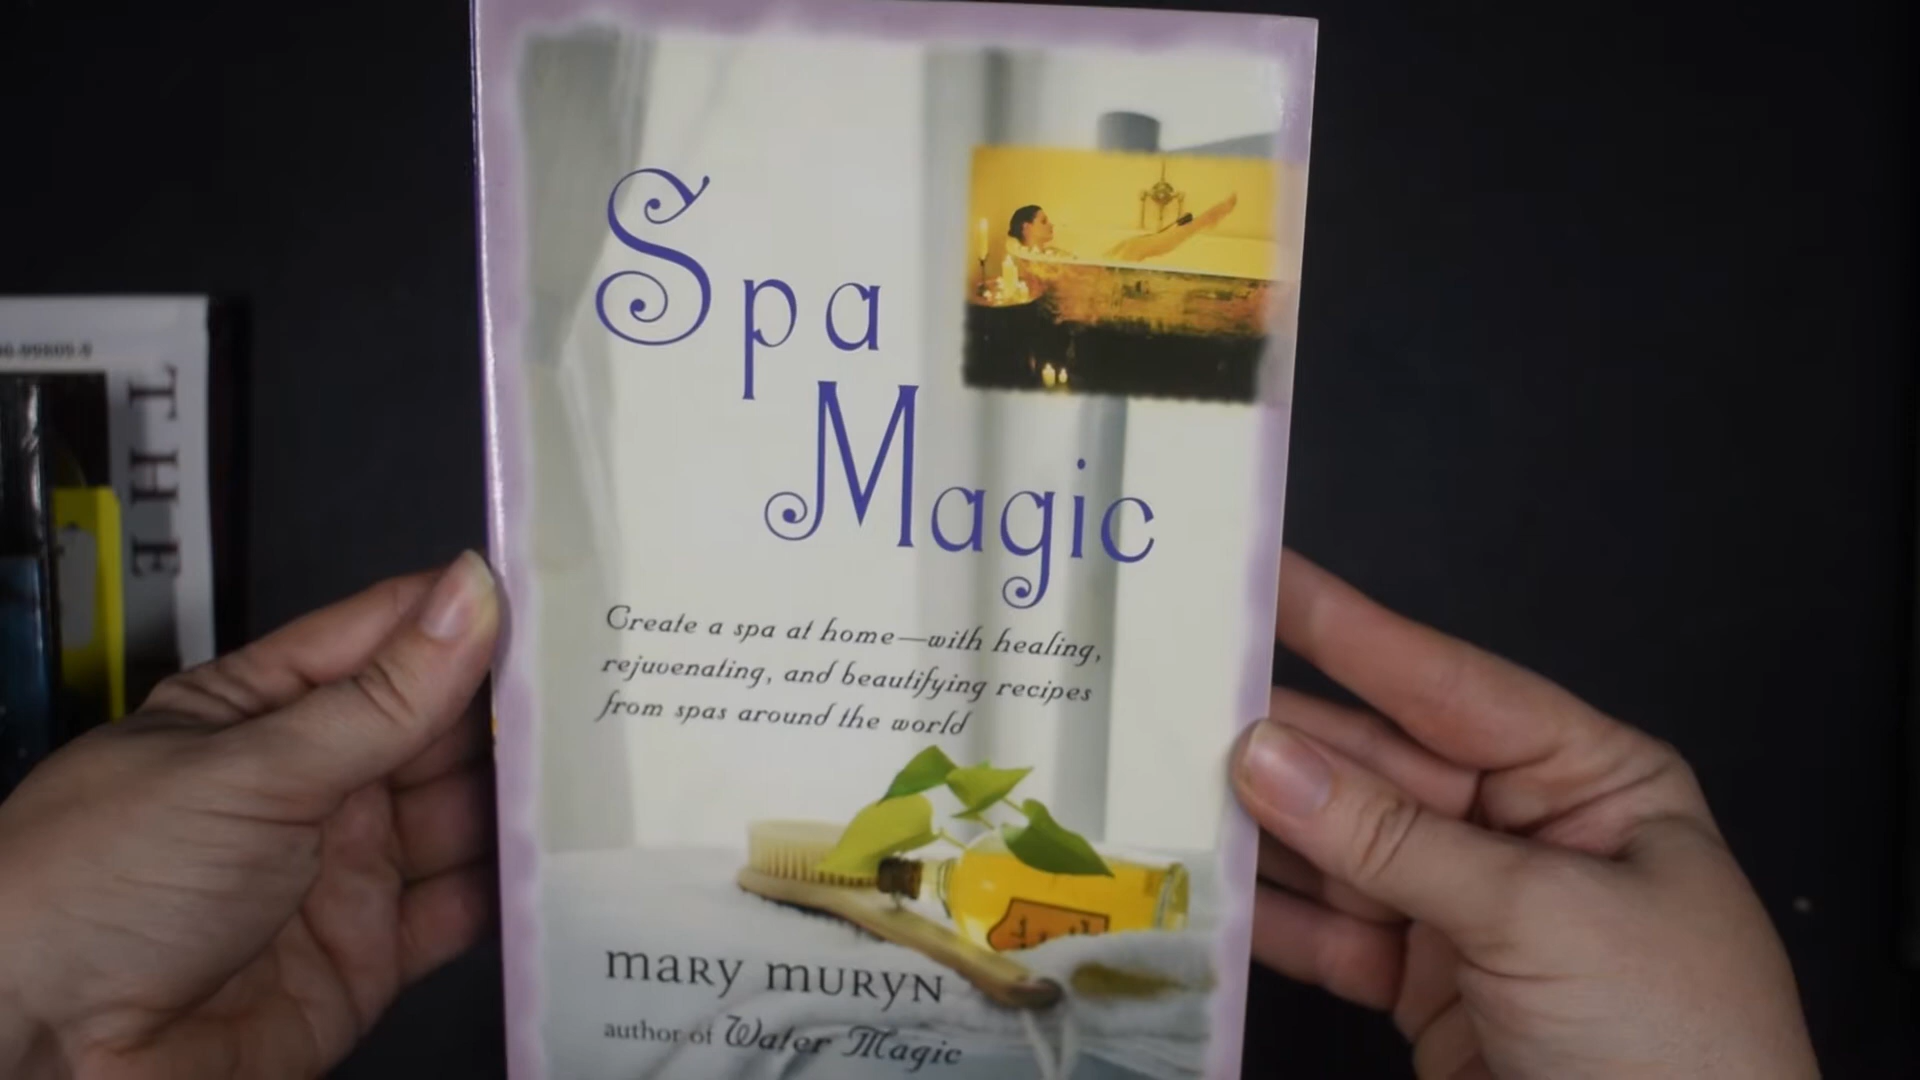 Spa
Magic
Create a spa at home—with healing,
rejuvenating, and beautifying recipes
from spas around the world
mary muryn
author of Water Magic
THE